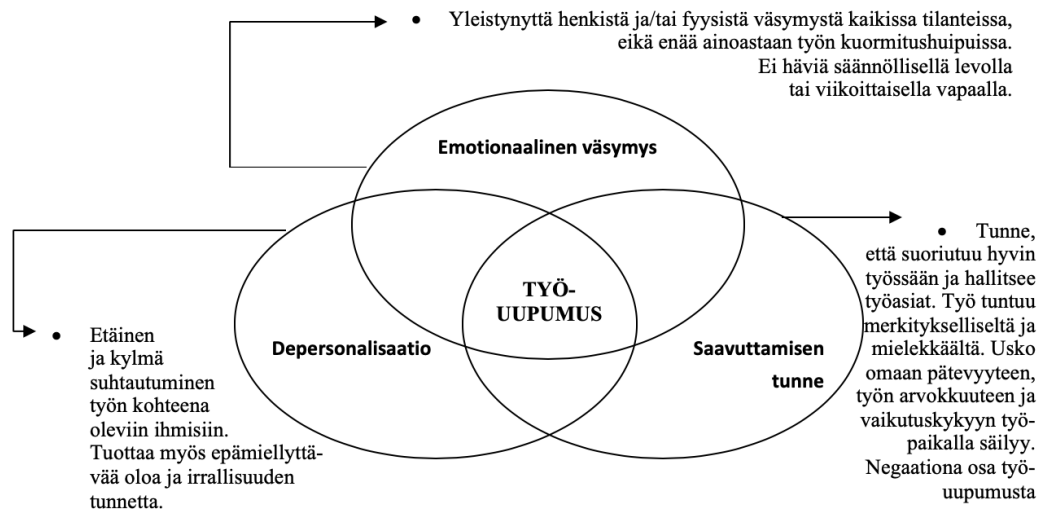 • Yleistynyttä henkistä ja/tai fyysistä väsymystä kaikissa tilanteissa,
eikä enää ainoastaan työn kuormitushuipuissa.
Ei häviä säännöllisellä levolla
tai viikoittaisella vapaalla.
Emotionaalinen väsymys
TYÖ-
UUPUMUS
Depersonalisaatio
Saavuttamisen
tunne
• Etäinen
ja kylmä
suhtautuminen
työn kohteena
oleviin ihmisiin.
Tuottaa myös epämiellyttä-
vää oloa ja irrallisuuden
tunnetta.
• Tunne,
että suoriutuu hyvin
työssään ja hallitsee
työasiat. Työ tuntuu
merkitykselliseltä ja
mielekkäältä. Usko
omaan pätevyyteen,
työn arvokkuuteen ja
vaikutuskykyyn työ-
paikalla säilyy.
Negaationa osa työ-
uupumusta